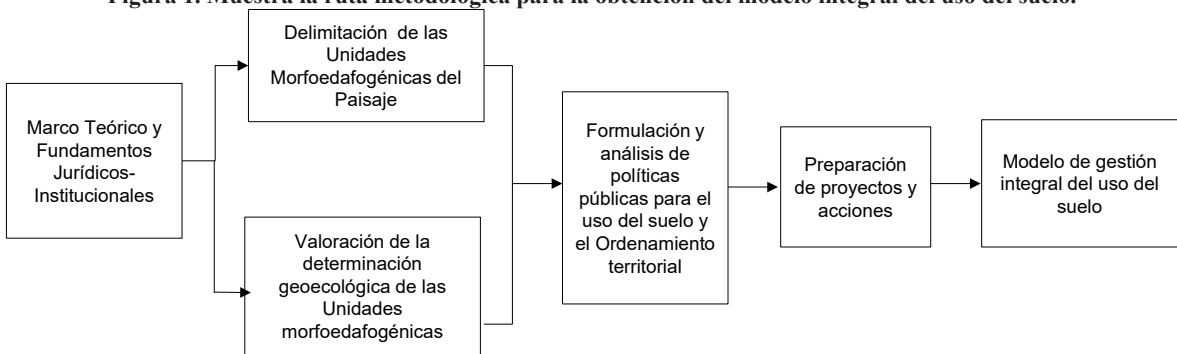 Figura 1. Muestra la ruta metodológica para la obtención del modelo integral del uso del suelo.
Marco Teórico y
Fundamentos
Jurídicos-
Institucionales
Delimitación de las
Unidades
Morfoedafogénicas del
Paisaje
Valoración de la
determinación
geoecológica de las
Unidades
morfoedafogénicas
Formulación y
análisis de
políticas
públicas para el
uso del suelo y
el Ordenamiento
territorial
Preparación
de proyectos y
acciones
Modelo de gestión
integral del uso del
suelo